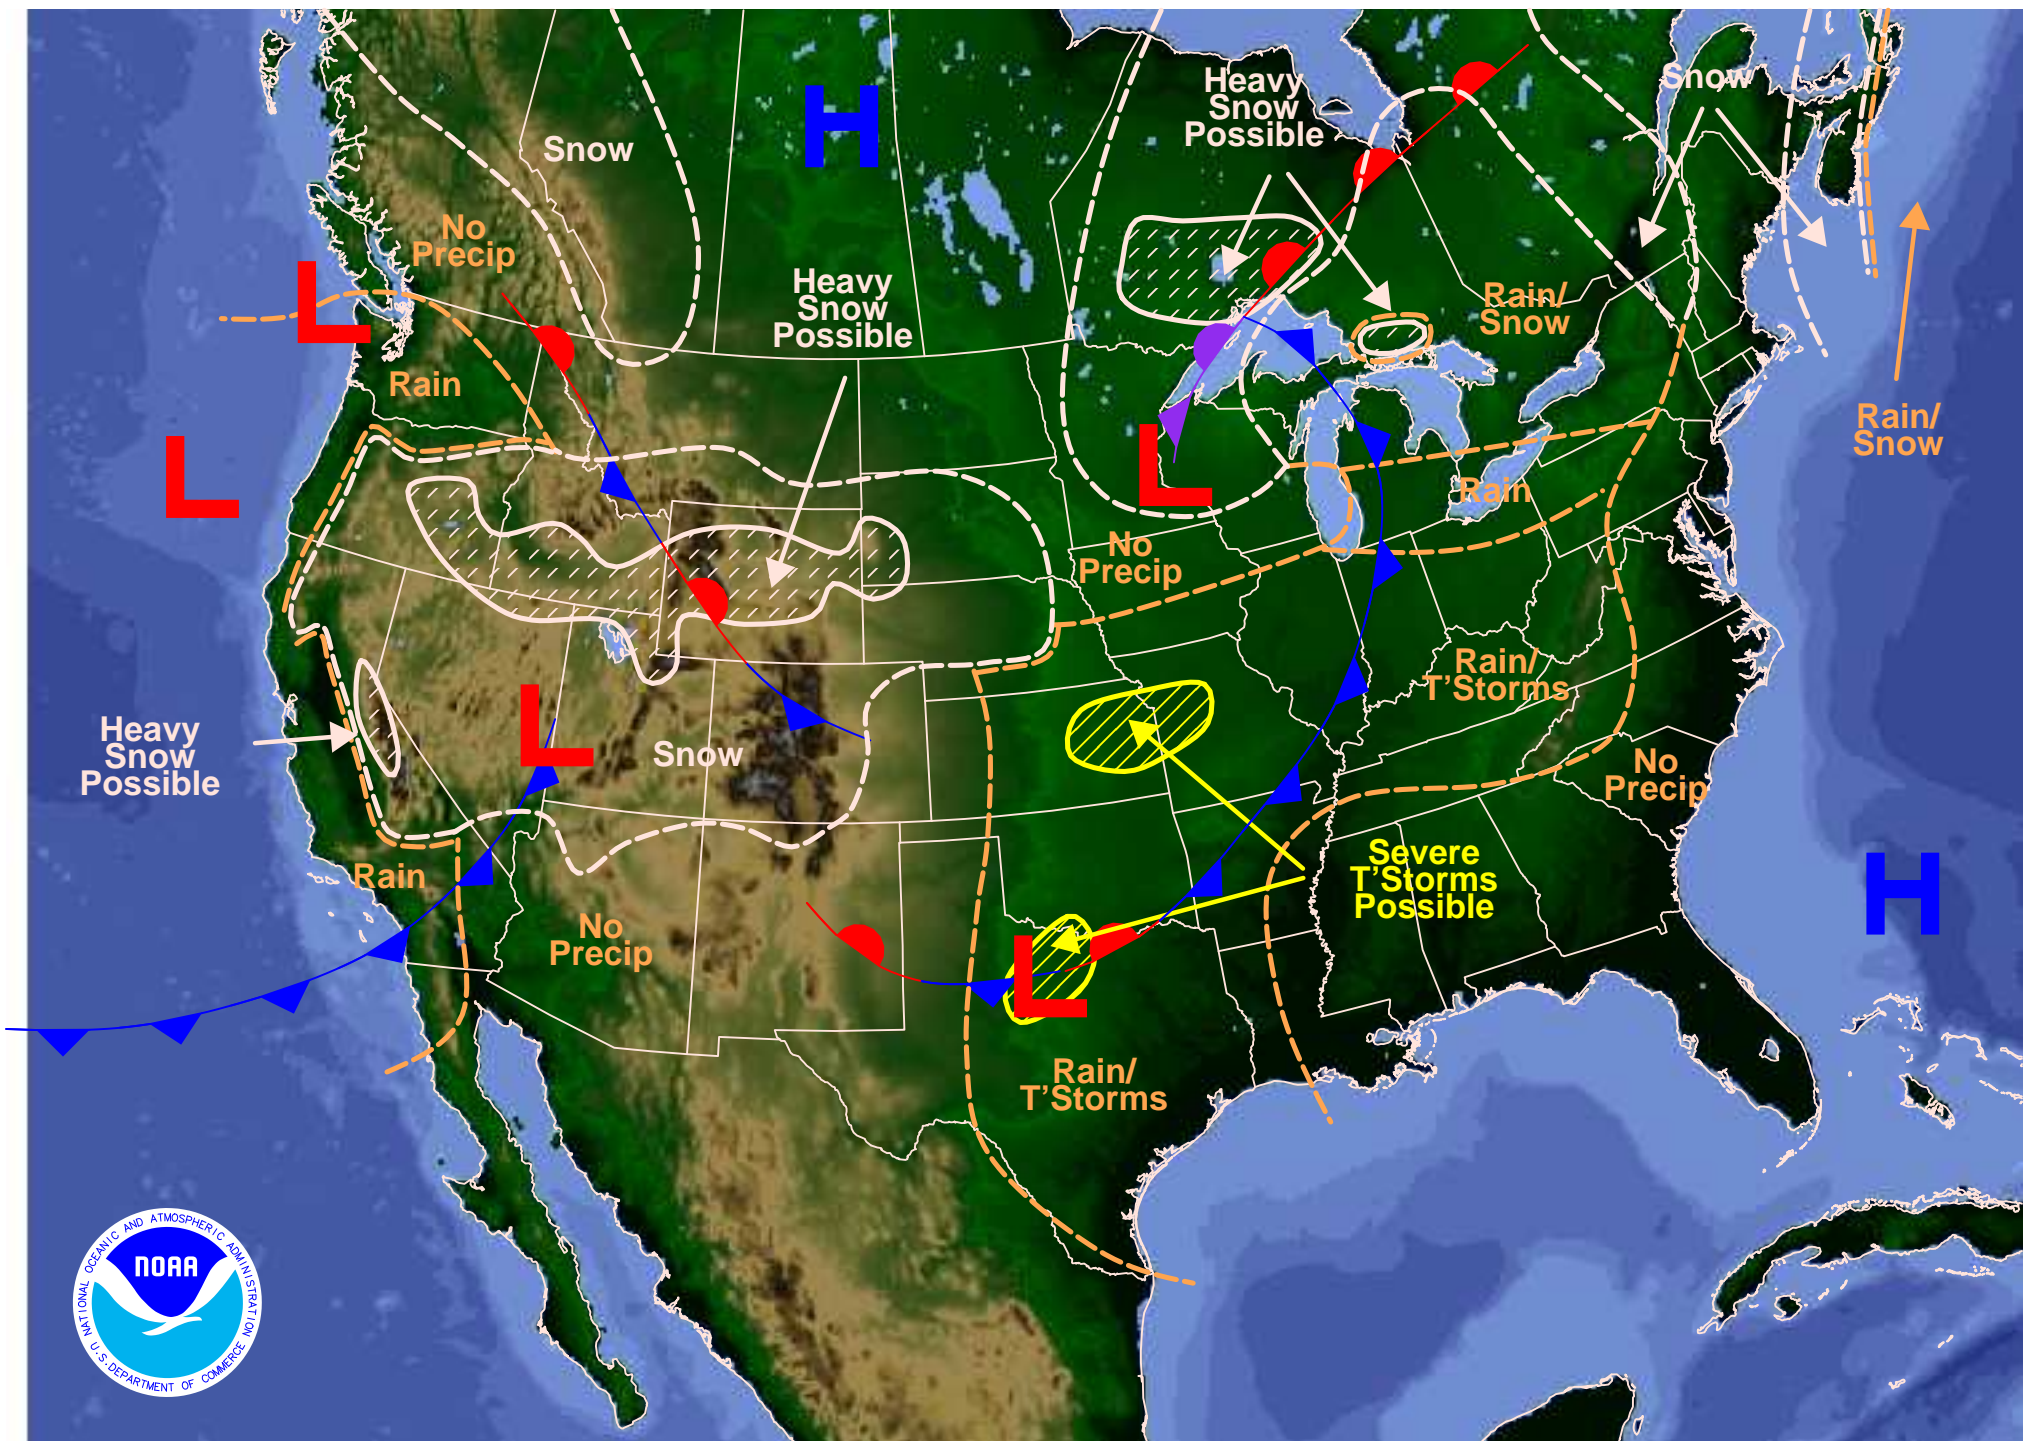 Snow
H
Heavy
Snow
Possible
Snow
No
Precip
L
Heavy
Snow
Possible
Rain/
Snow
Rain
Rain/
Snow
L
L
Rain
No
Precip
Rain/
T'Storms
Heavy
Snow
Possible
L
Snow
No
Precip
Rain
Severe
T'Storms
Possible
H
No
Precip
L
Rain/
T'Storms
NATIONAL OCEANIC AND ATMOSPHERIC ADMINISTRATION
NOAA
U.S. DEPARTMENT OF COMMERCE